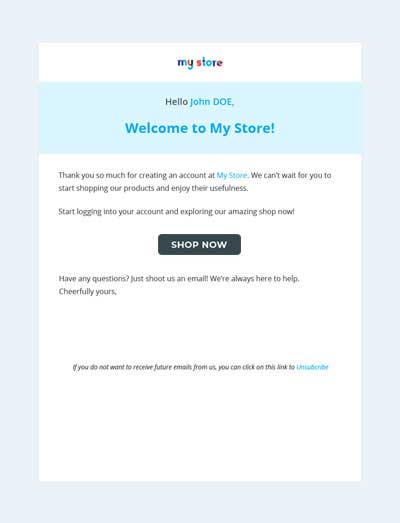 my store
Hello John DOE,
Welcome to My Store!
Thank you so much for creating an account at My Store. We can't wait for you to
start shopping our products and enjoy their usefulness.
Start logging into your account and exploring our amazing shop now!
SHOP NOW
Have any questions? Just shoot us an email! We're always here to help.
Cheerfully yours,
If you do not want to receive future emails from us, you can click on this link to Unsubcribe